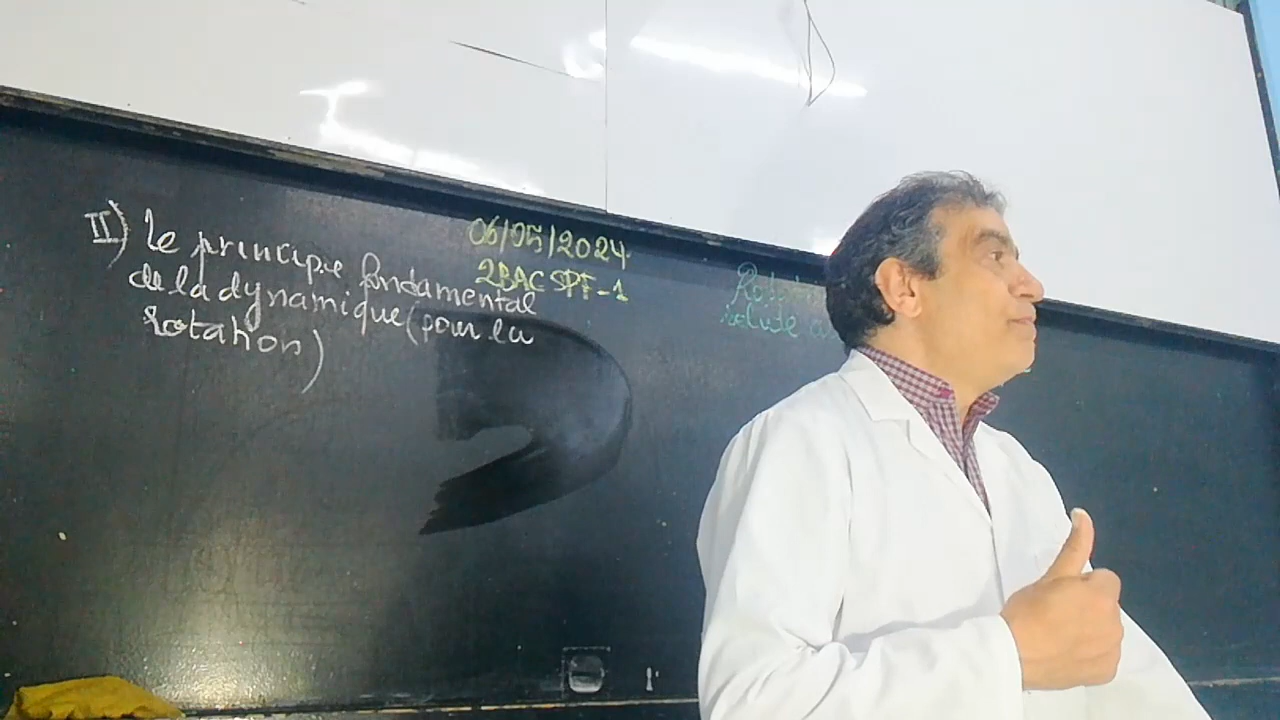 II) Le principe fondamental
de la dynamique (pour la
rotation)
06/05/2024
2BAC SPF-1